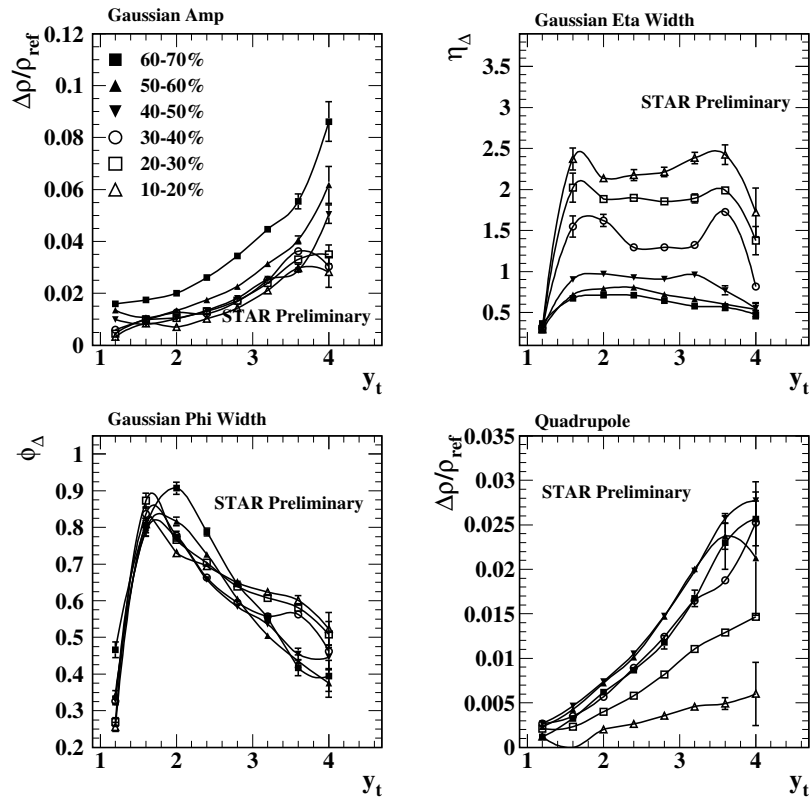 Gaussian Amp
Δρ/ρref
0.12
0.1
0.08
0.06
0.04
0.02
0
60-70%
50-60%
40-50%
30-40%
20-30%
10-20%
STAR Preliminary
1 2 3 4
yt
Gaussian Eta Width
ηΔ
3.5
3
2.5
2
1.5
1
0.5
STAR Preliminary
1 2 3 4
yt
Gaussian Phi Width
ϕΔ
1
0.9
0.8
0.7
0.6
0.5
0.4
0.3
0.2
STAR Preliminary
1 2 3 4
yt
Quadrupole
Δρ/ρref
0.035
0.03
0.025
0.02
0.015
0.01
0.005
0
STAR Preliminary
1 2 3 4
yt